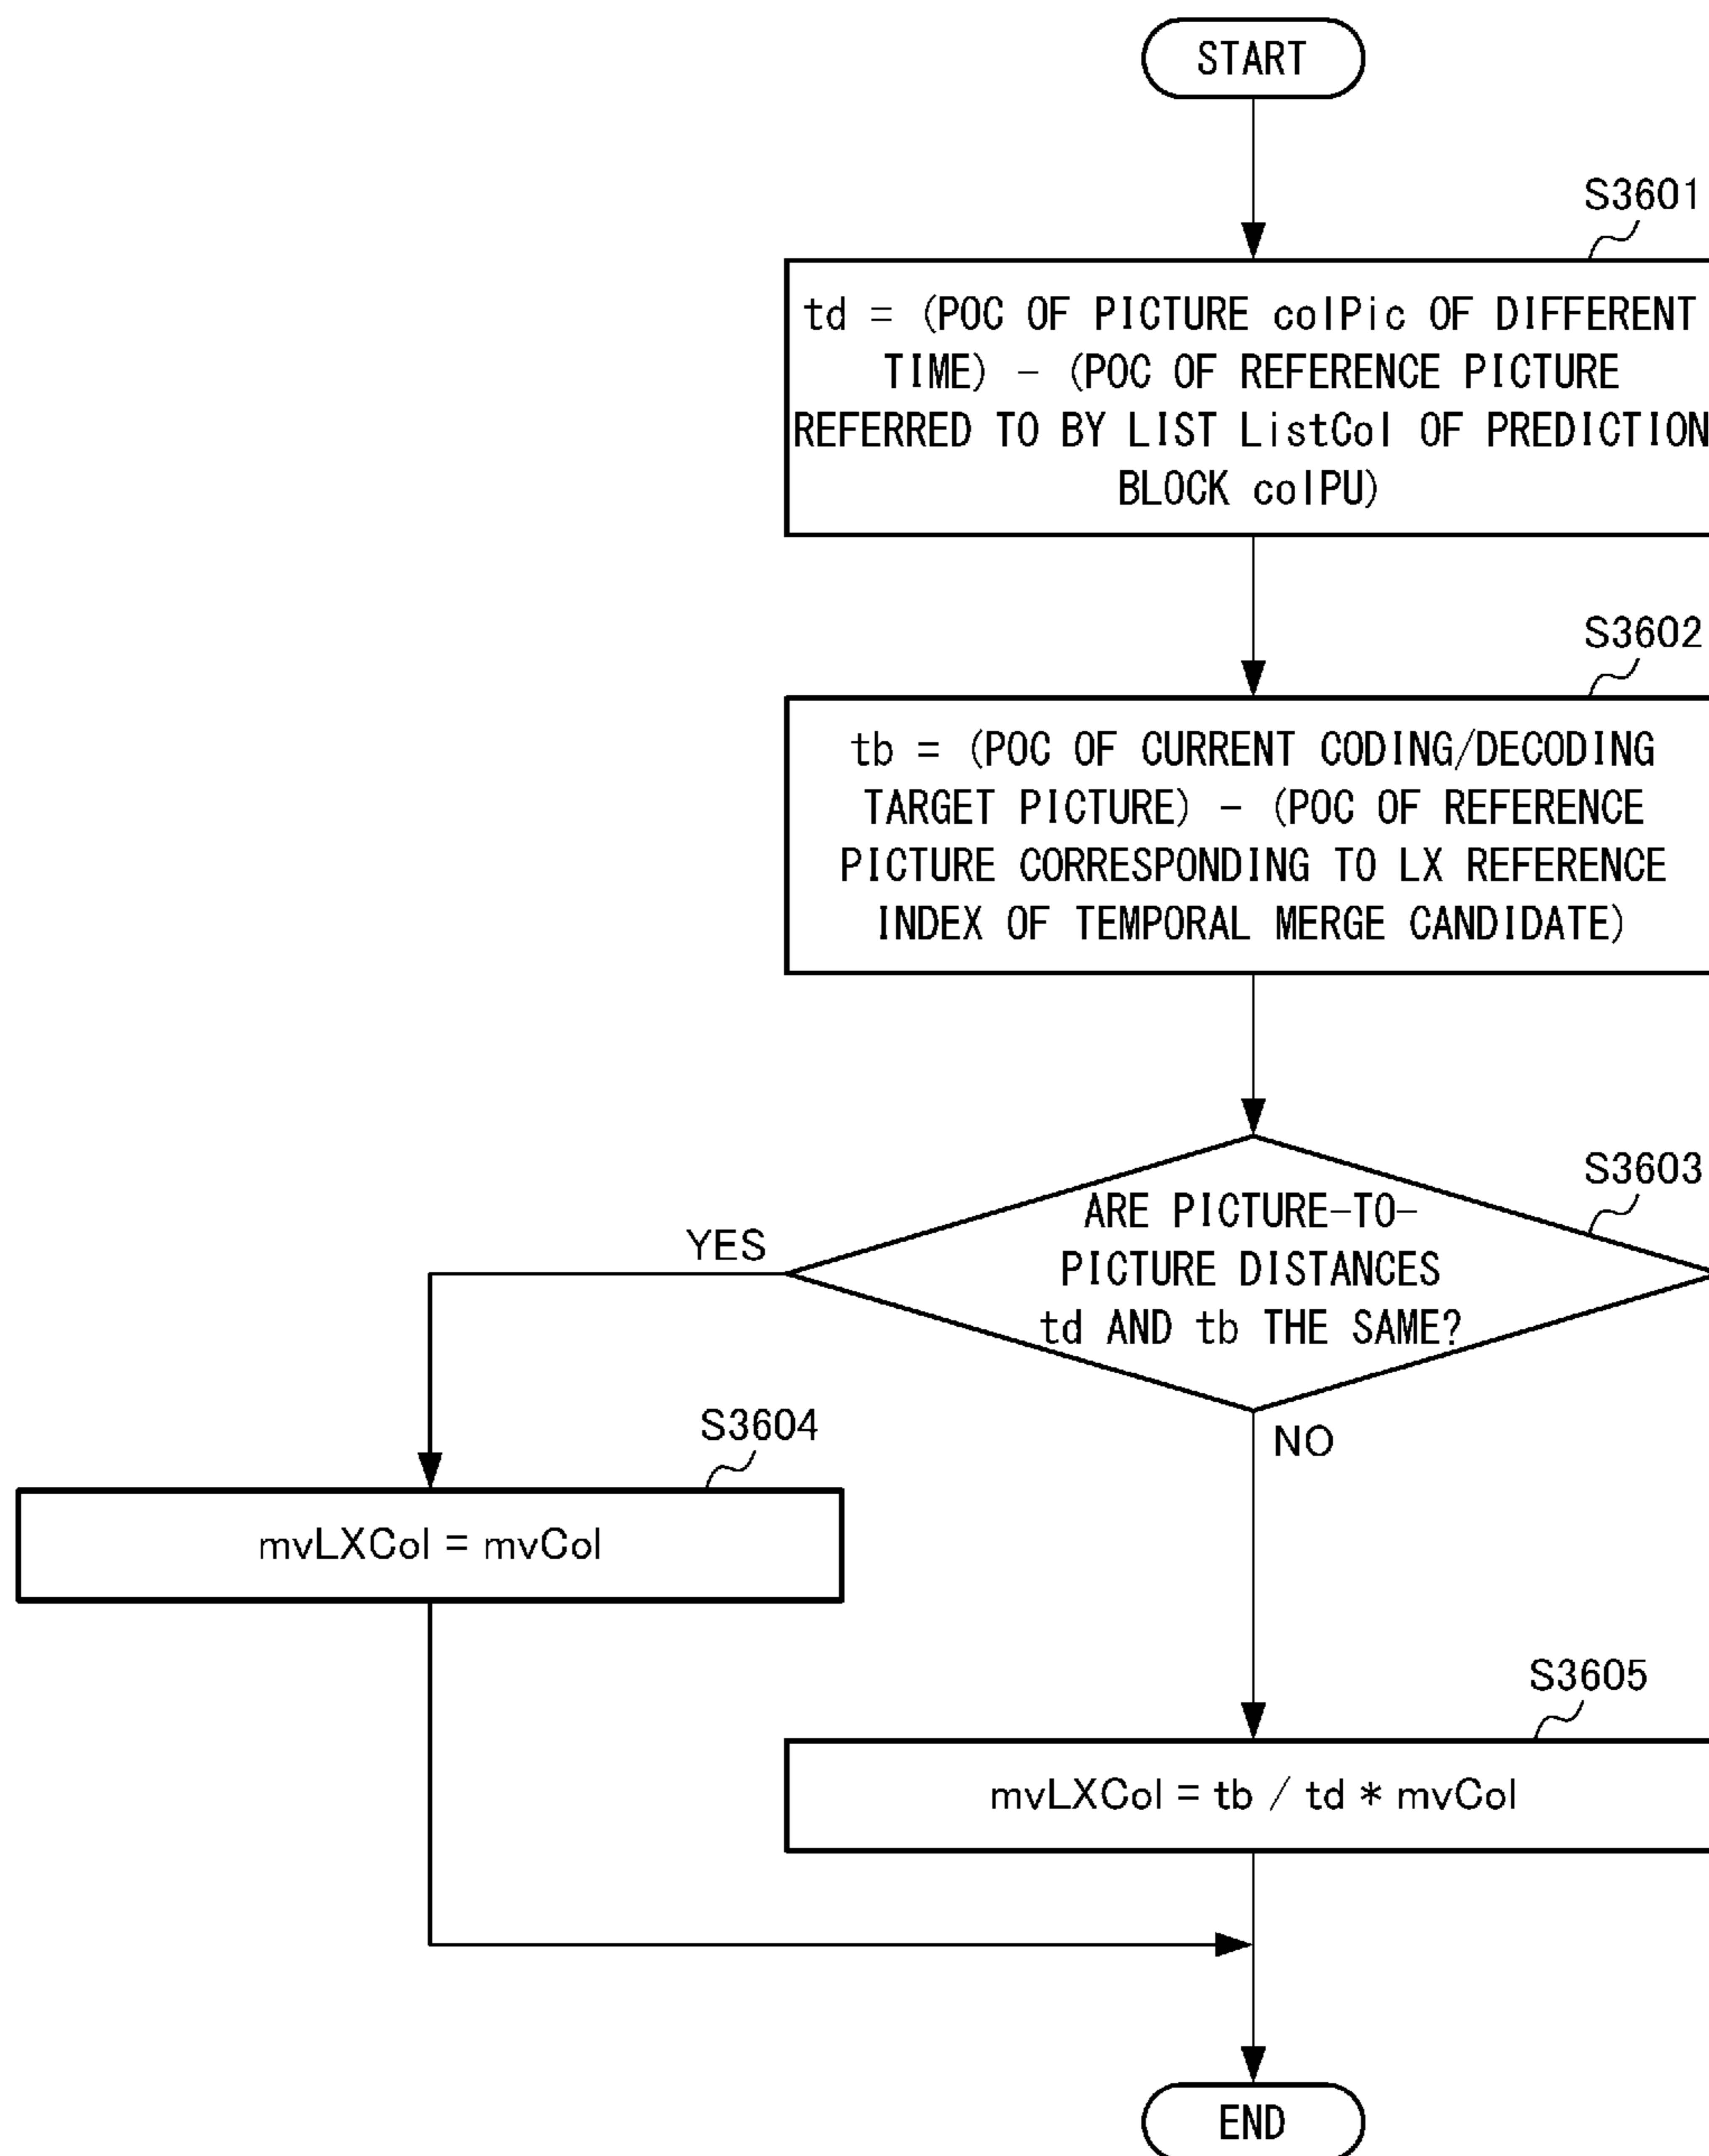 START
S3601
td = (POC OF PICTURE colPic OF DIFFERENT
TIME) - (POC OF REFERENCE PICTURE
REFERRED TO BY LIST ListCol OF PREDICTION
BLOCK colPU)
S3602
tb = (POC OF CURRENT CODING/DECODING
TARGET PICTURE) - (POC OF REFERENCE
PICTURE CORRESPONDING TO LX REFERENCE
INDEX OF TEMPORAL MERGE CANDIDATE)
S3603
ARE PICTURE-TO-
PICTURE DISTANCES
td AND tb THE SAME?
YES
NO
S3604
mvLXCol = mvCol
S3605
mvLXCol = tb / td * mvCol
END